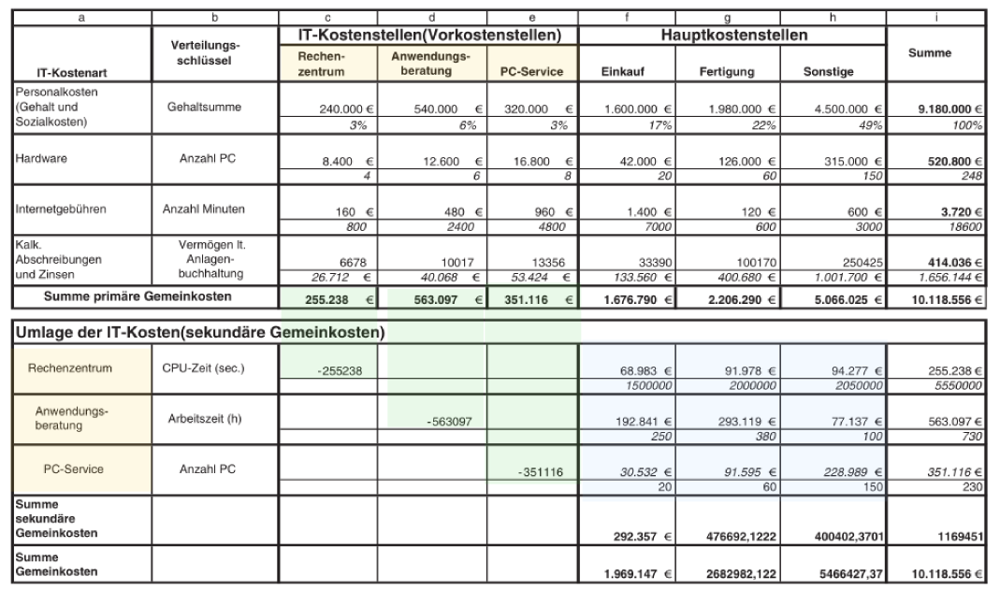 a b c d e f g h i
IT-Kostenart Verteilungs-schlüssel IT-Kostenstellen(Vorkostenstellen) Hauptkostenstellen Summe
Rechen-zentrum Anwendungs-beratung PC-Service Einkauf Fertigung Sonstige
Personalkosten (Gehalt und Sozialkosten) Gehaltsumme 240.000 € 540.000 € 320.000 € 1.600.000 € 1.980.000 € 4.500.000 € 9.180.000 €
3% 6% 3% 17% 22% 49% 100%
Hardware Anzahl PC 8.400 € 12.600 € 16.800 € 42.000 € 126.000 € 315.000 € 520.800 €
4 6 8 20 60 150 248
Internetgebühren Anzahl Minuten 160 € 480 € 960 € 1.400 € 120 € 600 € 3.720 €
800 2400 4800 7000 600 3000 18600
Kalk. Abschreibungen und Zinsen Vermögen lt. Anlagen-buchhaltung 6678 10017 13356 33390 100170 250425 414.036 €
26.712 € 40.068 € 53.424 € 133.560 € 400.680 € 1.001.700 € 1.656.144 €
Summe primäre Gemeinkosten 255.238 € 563.097 € 351.116 € 1.676.790 € 2.206.290 € 5.066.025 € 10.118.556 €
Umlage der IT-Kosten(sekundäre Gemeinkosten)
Rechenzentrum CPU-Zeit (sec.) -255238 68.983 € 91.978 € 94.277 € 255.238 €
1500000 2000000 2050000 5550000
Anwendungs-beratung Arbeitszeit (h) -563097 192.841 € 293.119 € 77.137 € 563.097 €
250 380 100 730
PC-Service Anzahl PC -351116 30.532 € 91.595 € 228.989 € 351.116 €
20 60 150 230
Summe sekundäre Gemeinkosten 292.357 € 476692,1222 400402,3701 1169451
Summe Gemeinkosten 1.969.147 € 2682982,122 5466427,37 10.118.556 €